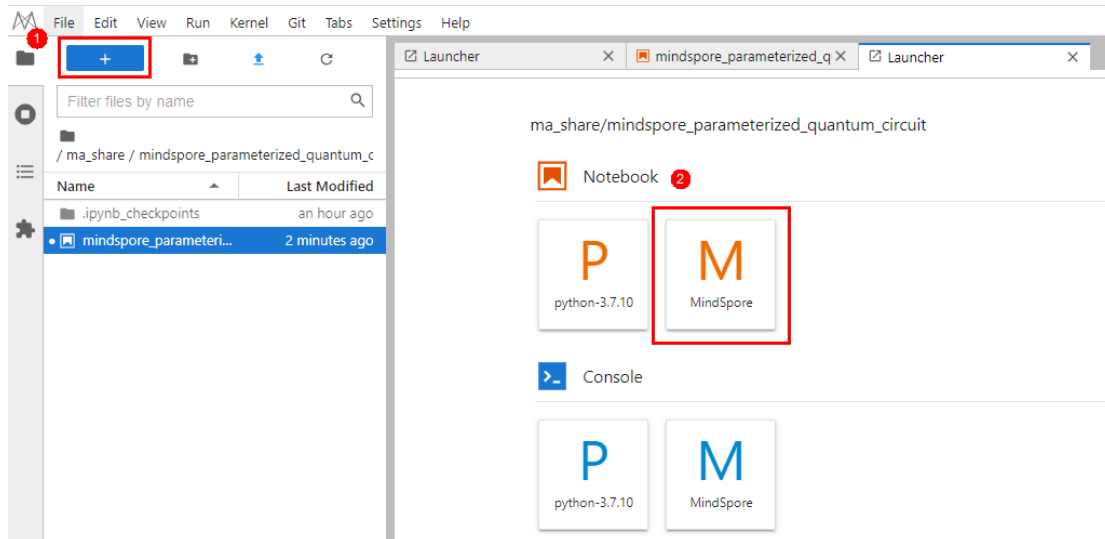 File Edit View Run Kernel Git Tabs Settings Help
1
+
Launcher
mindspore_parameterized_q
Launcher
Filter files by name
/ ma_share / mindspore_parameterized_quantum_c
Name Last Modified
.ipynb_checkpoints an hour ago
mindspore_parameteri... 2 minutes ago
ma_share/mindspore_parameterized_quantum_circuit
Notebook 2
P M
python-3.7.10 MindSpore
Console
P M
python-3.7.10 MindSpore